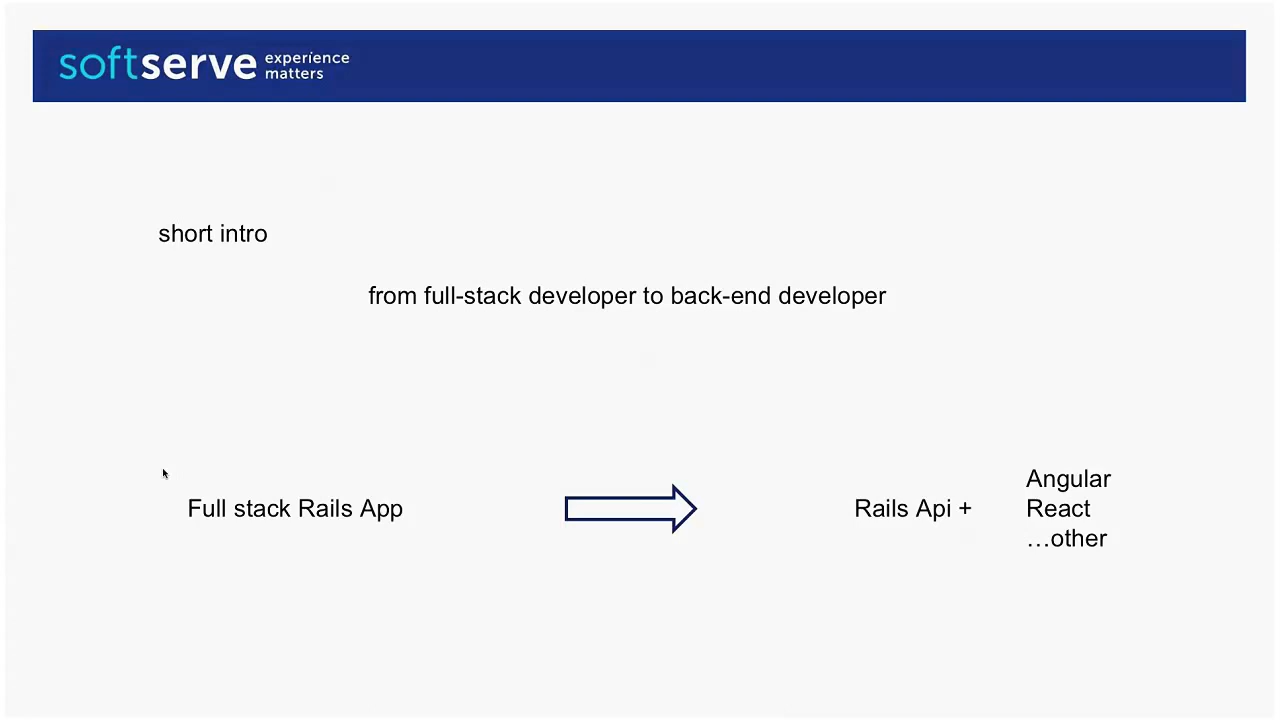 softserve experience
matters
short intro
from full-stack developer to back-end developer
Full stack Rails App
Rails Api +
Angular
React
…other